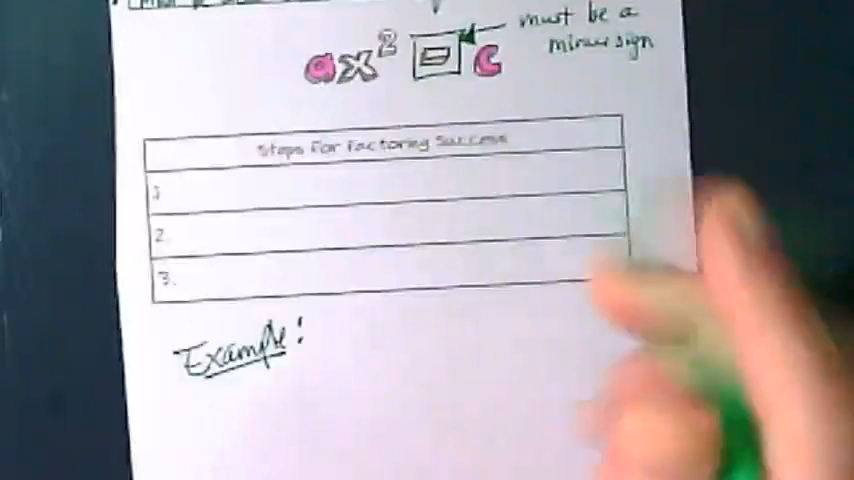 must be a
minus sign
ax² - c
Steps for Factoring Success
1
2.
3.
Example: